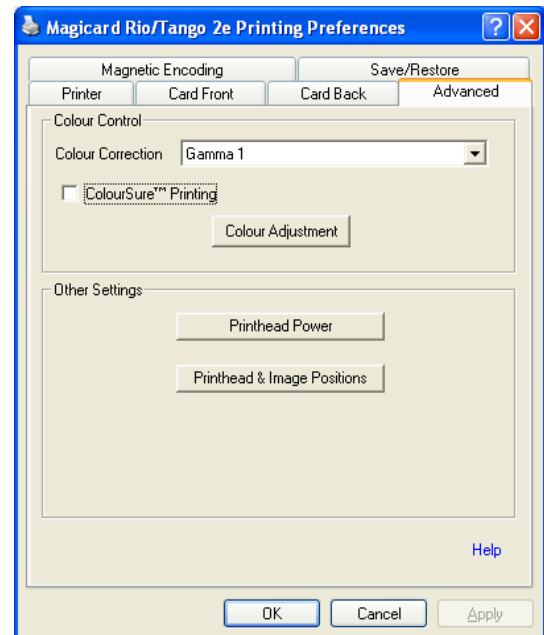 Magicard Rio/Tango 2e Printing Preferences
Magnetic Encoding Save/Restore
Printer Card Front Card Back Advanced
Colour Control
Colour Correction Gamma 1
ColourSure™ Printing
Colour Adjustment
Other Settings
Printhead Power
Printhead & Image Positions
Help
OK Cancel Apply